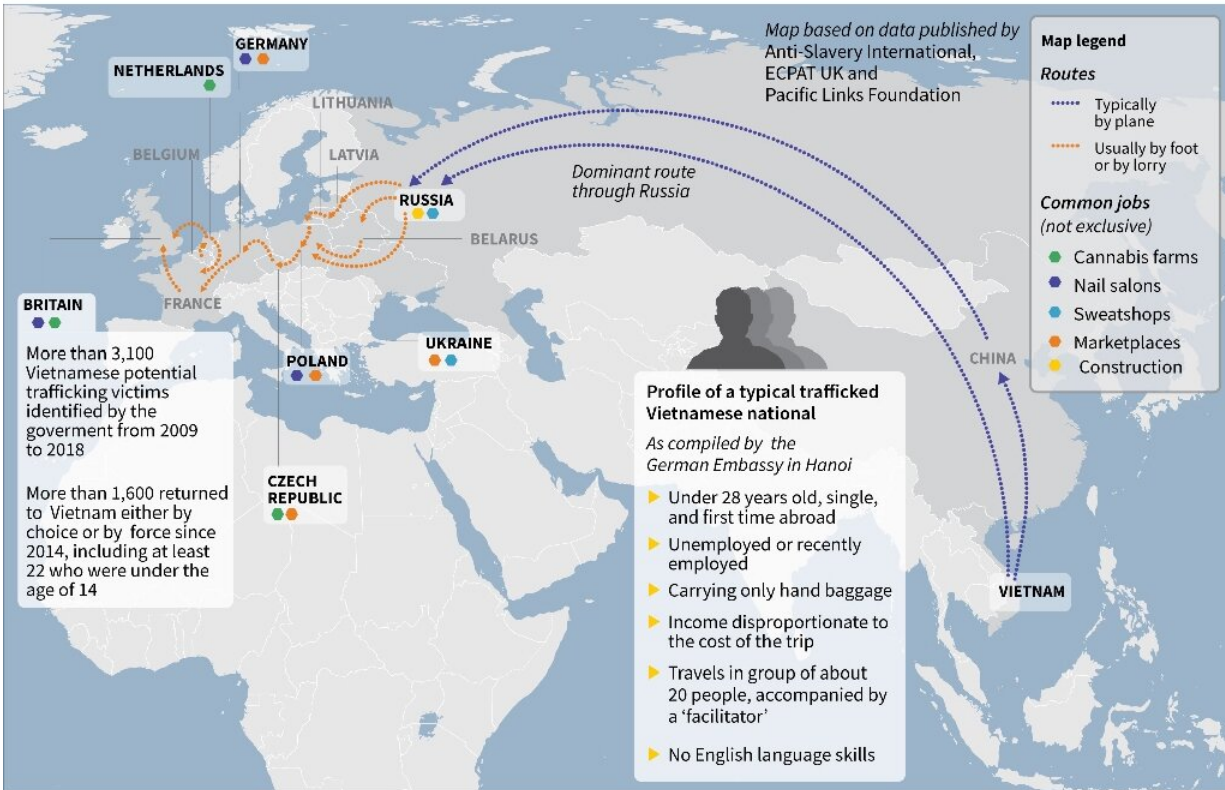 GERMANY
NETHERLANDS
LITHUANIA
BELGIUM
LATVIA
RUSSIA
BELARUS
FRANCE
BRITAIN
More than 3,100
Vietnamese potential
trafficking victims
identified by the
goverment from 2009
to 2018
More than 1,600 returned
to Vietnam either by
choice or by force since
2014, including at least
22 who were under the
age of 14
POLAND
UKRAINE
CZECH
REPUBLIC
Dominant route
through Russia
Map based on data published by
Anti-Slavery International,
ECPAT UK and
Pacific Links Foundation
Map legend
Routes
Typically
by plane
Usually by foot
or by lorry
Common jobs
(not exclusive)
Cannabis farms
Nail salons
Sweatshops
Marketplaces
Construction
CHINA
VIETNAM
Profile of a typical trafficked
Vietnamese national
As compiled by the
German Embassy in Hanoi
Under 28 years old, single,
and first time abroad
Unemployed or recently
employed
Carrying only hand baggage
Income disproportionate to
the cost of the trip
Travels in group of about
20 people, accompanied by
a ‘facilitator’
No English language skills